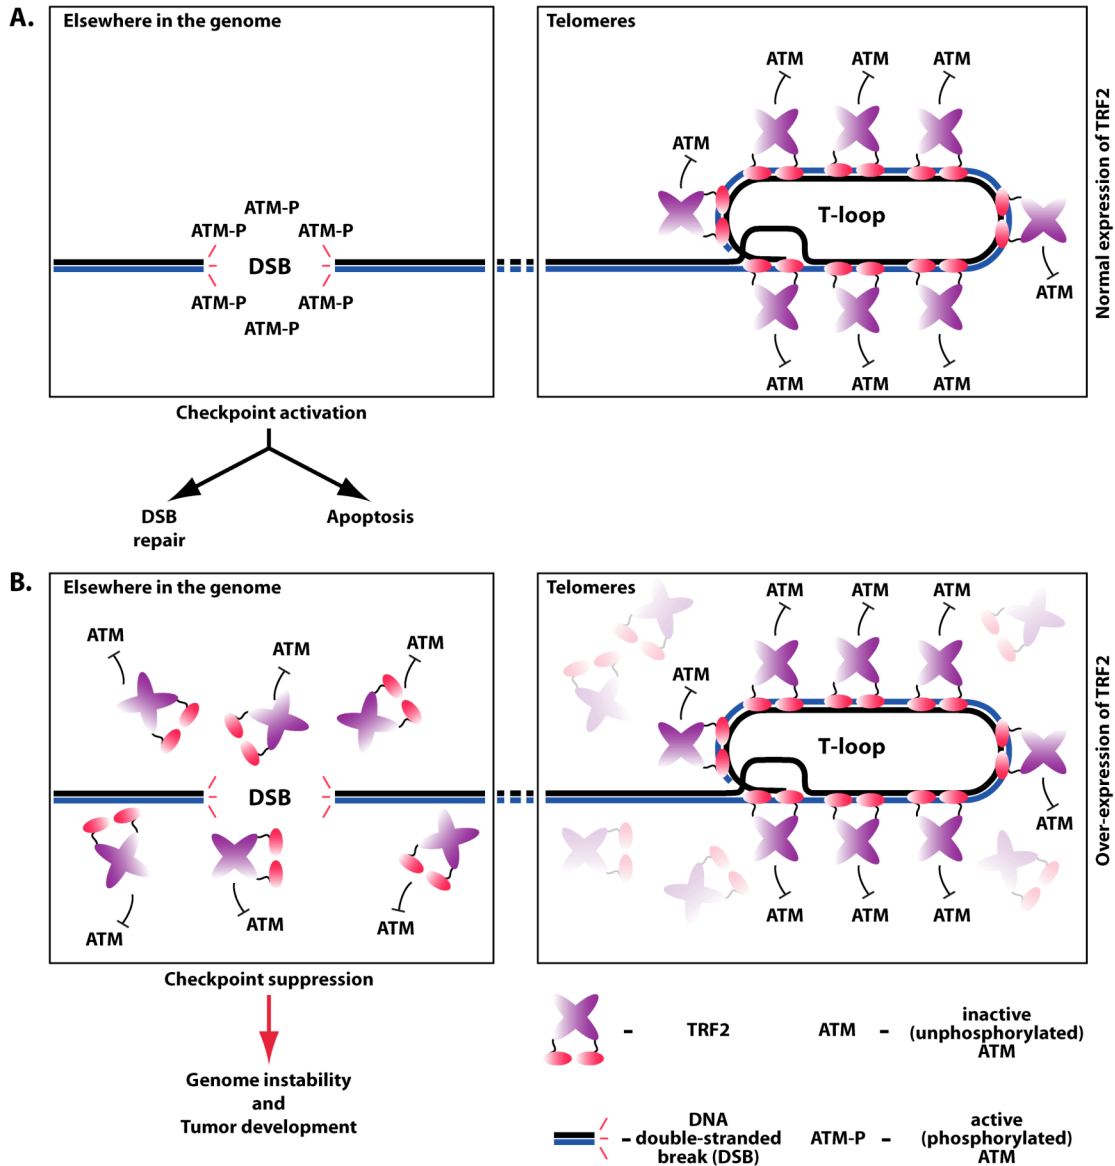 A.
Elsewhere in the genome
ATM-P
ATM-P ATM-P
DSB
ATM-P ATM-P
ATM-P
Telomeres
ATM ATM ATM
ATM
T-loop
ATM
ATM ATM ATM
Normal expression of TRF2
Checkpoint activation
DSB
repair
Apoptosis
B.
Elsewhere in the genome
ATM
ATM
ATM
DSB
ATM
ATM
ATM
Telomeres
ATM ATM ATM
ATM
T-loop
ATM
ATM ATM ATM
Over-expression of TRF2
Checkpoint suppression
Genome instability
and
Tumor development
- TRF2
ATM -
inactive
(unphosphorylated)
ATM
- DNA
double-stranded
break (DSB)
ATM-P -
active
(phosphorylated)
ATM